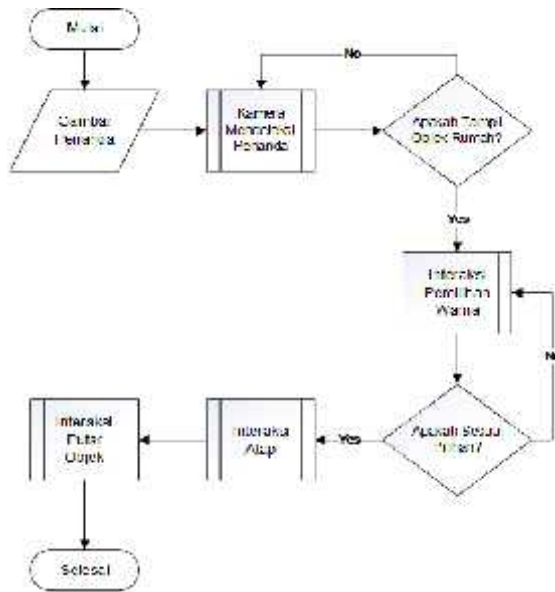 Mulai
Gambar
Penanda
Kamera
Mendeteksi
Penanda
No
Apakah Tampil
Objek Rumah?
Yes
Interaksi
Pemilihan
Warna
Apakah Sesuai
Pilihan?
Yes
Interaksi
Atap
Interaksi
Putar
Objek
Selesai